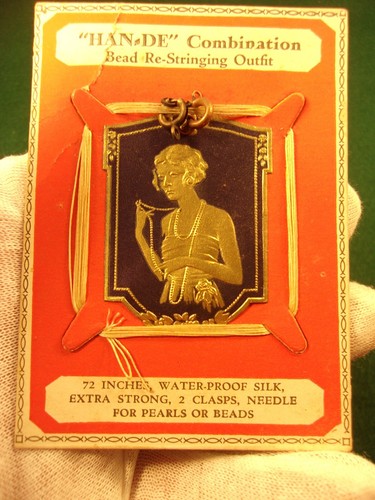 "HAN-DE" Combination
Bead Re-Stringing Outfit
72 INCHES, WATER-PROOF SILK,
EXTRA STRONG, 2 CLASPS, NEEDLE
FOR PEARLS OR BEADS